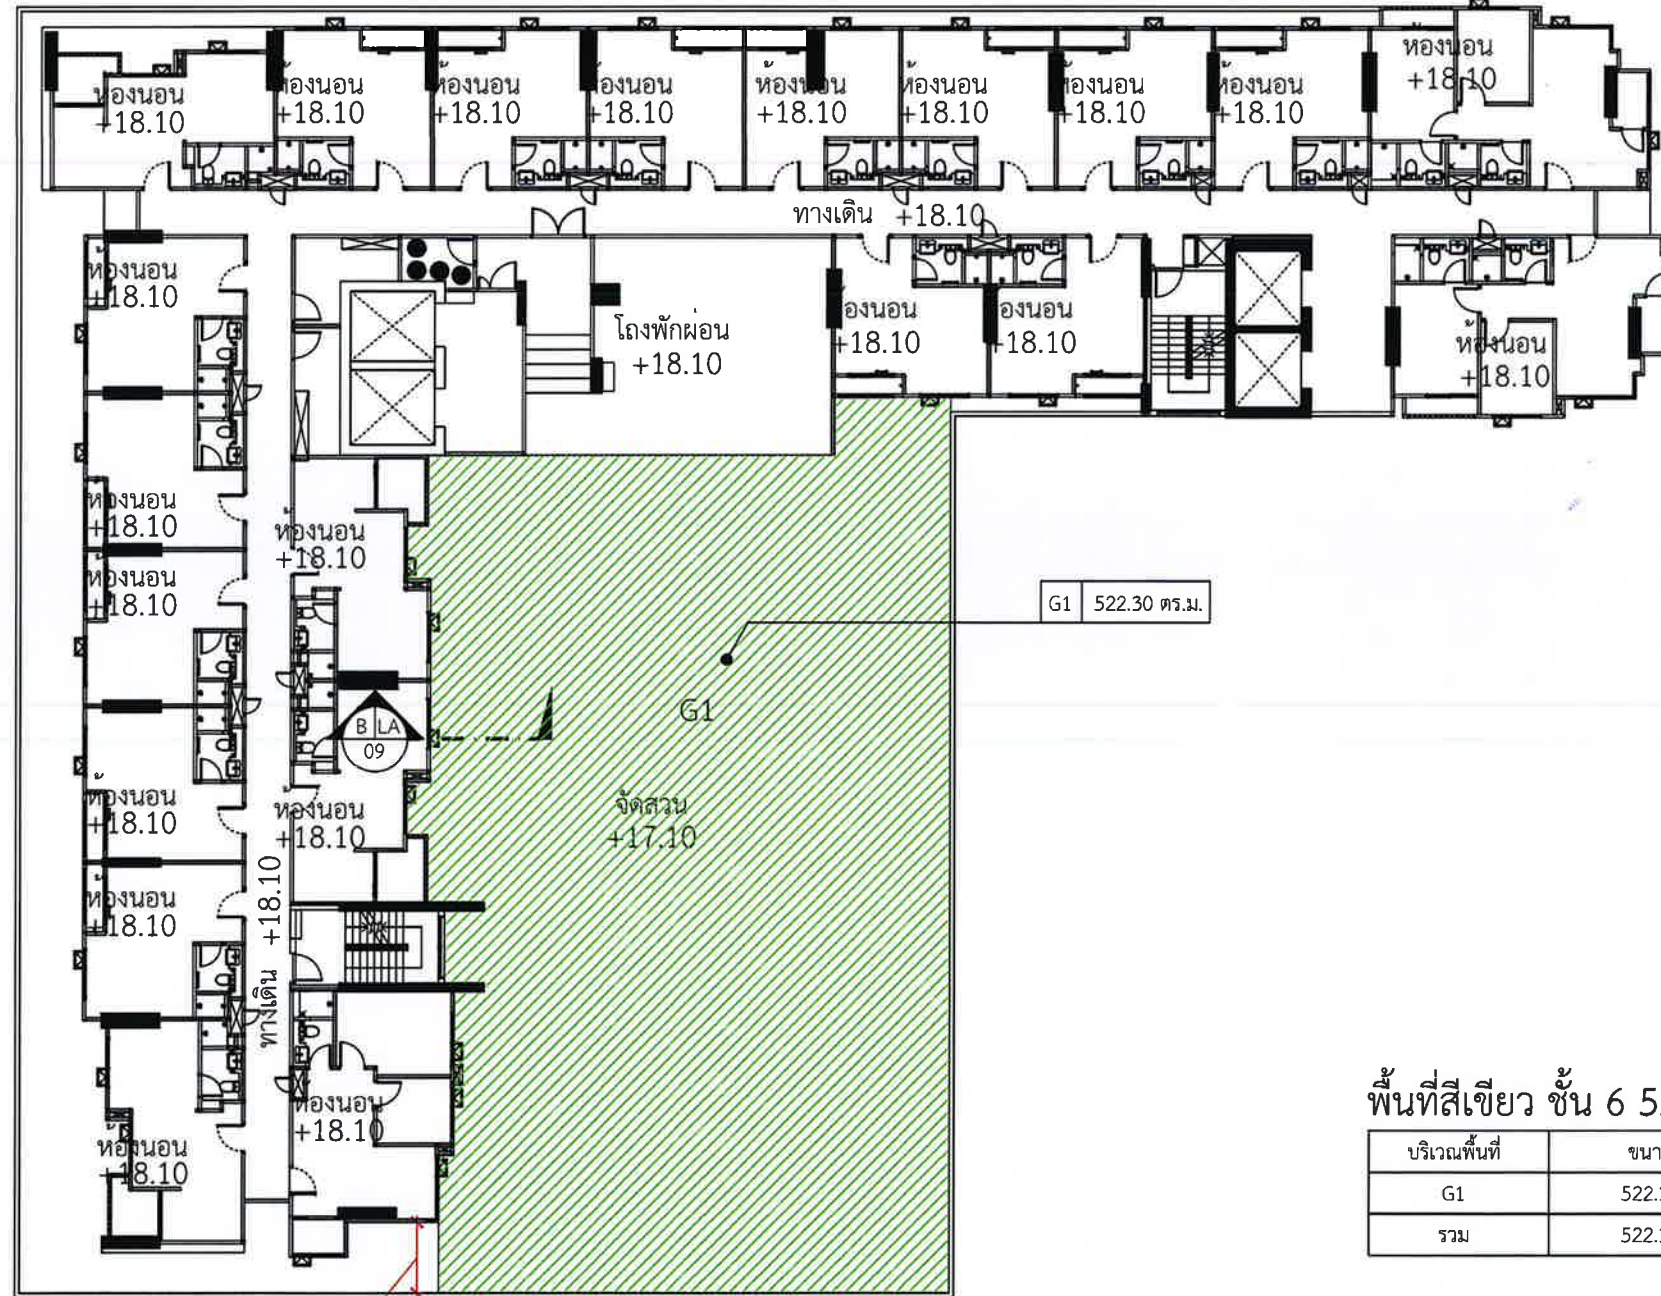 ห้องนอน
+18.10
ห้องนอน
+18.10
ห้องนอน
+18.10
ห้องนอน
+18.10
ห้องนอน
+18.10
ห้องนอน
+18.10
ห้องนอน
+18.10
ห้องนอน
+18.10
ห้องนอน
+18.10
ทางเดิน +18.10
ห้องนอน
+18.10
โถงพักผ่อน
+18.10
ห้องนอน
+18.10
ห้องนอน
+18.10
ห้องนอน
+18.10
ห้องนอน
+18.10
ห้องนอน
+18.10
ห้องนอน
+18.10
G1 522.30 ตร.ม.
G1
B LA
09
ห้องนอน
+18.10
ห้องนอน
+18.10
จัดสวน
+17.10
ห้องนอน
+18.10
ทางเดิน +18.10
ห้องนอน
+18.10
ห้องนอน
+18.10
พื้นที่สีเขียว ชั้น 6 5
บริเวณพื้นที่ ขนา
G1 522.
รวม 522.